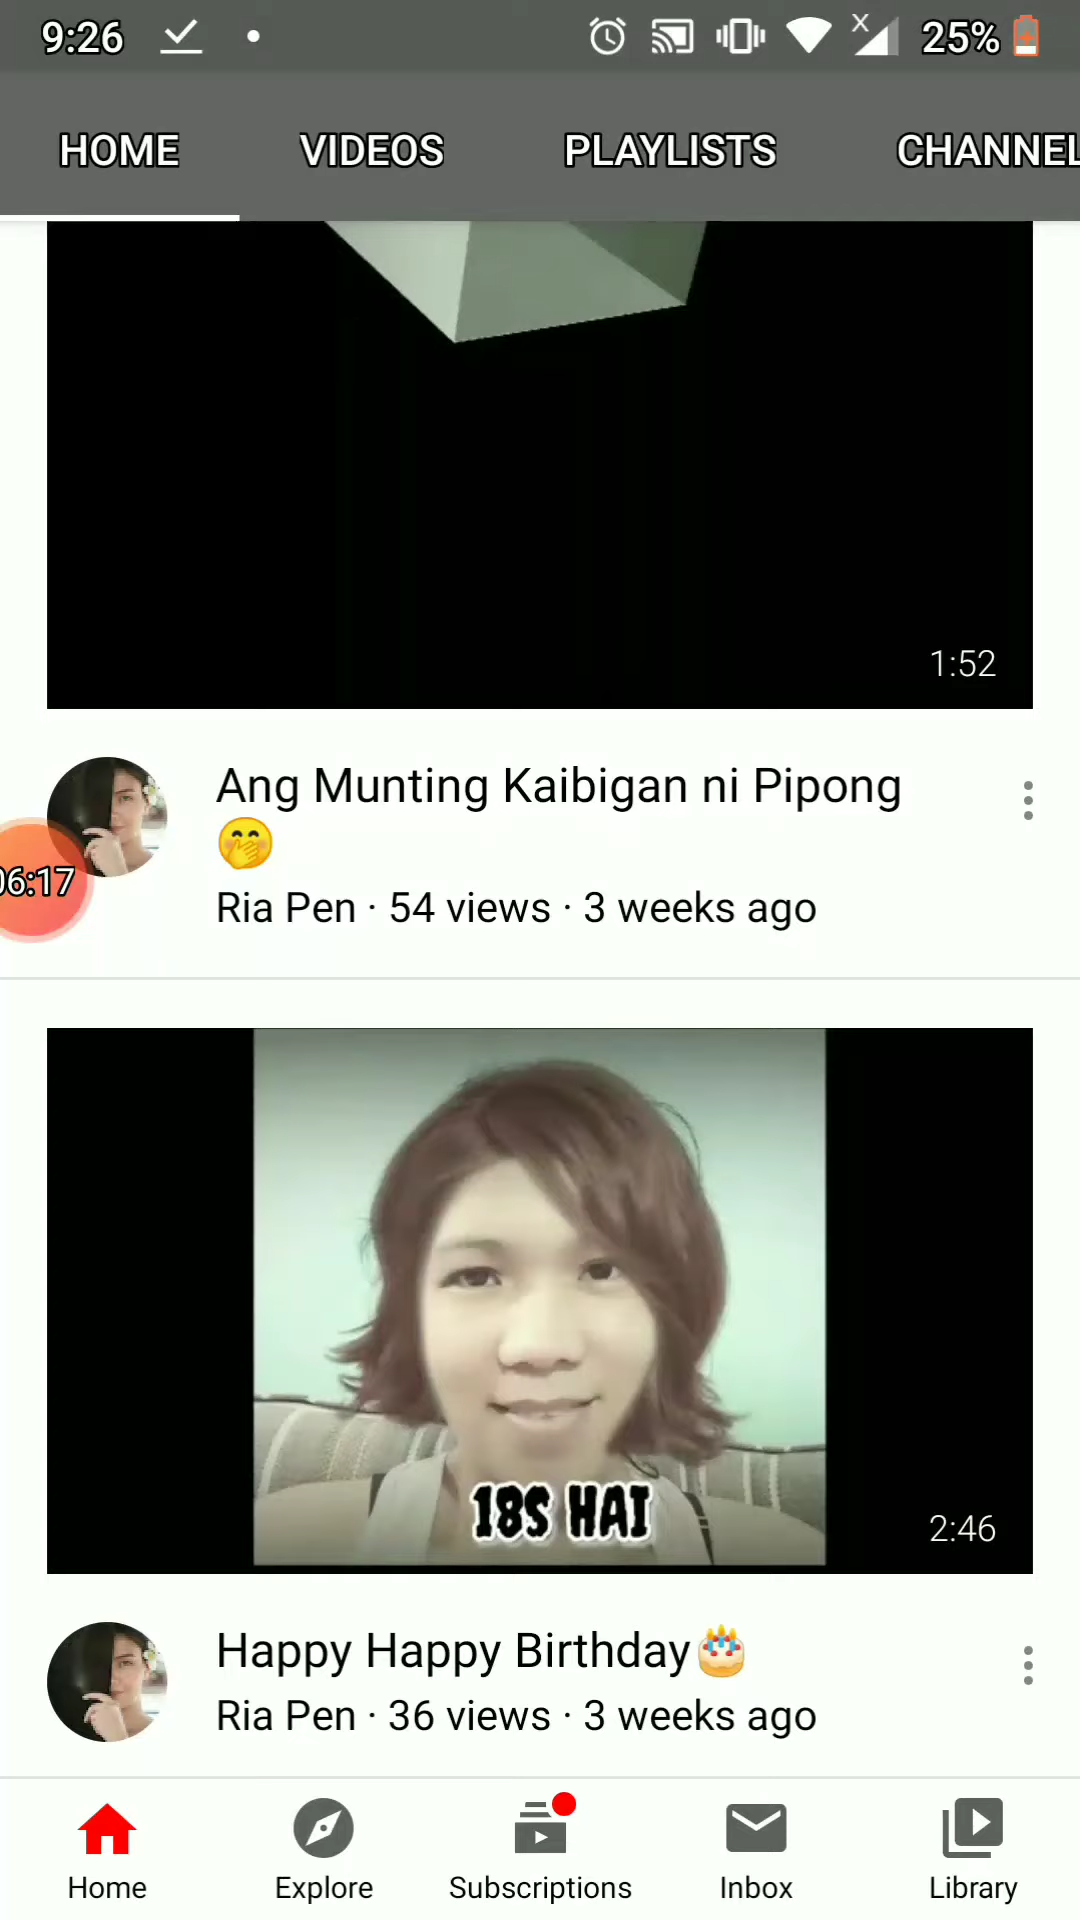 9:26
25%
HOME VIDEOS PLAYLISTS CHANNEL
1:52
Ang Munting Kaibigan ni Pipong
🤭
Ria Pen · 54 views · 3 weeks ago
06:17
18S HAI
2:46
Happy Happy Birthday🎂
Ria Pen · 36 views · 3 weeks ago
Home Explore Subscriptions Inbox Library